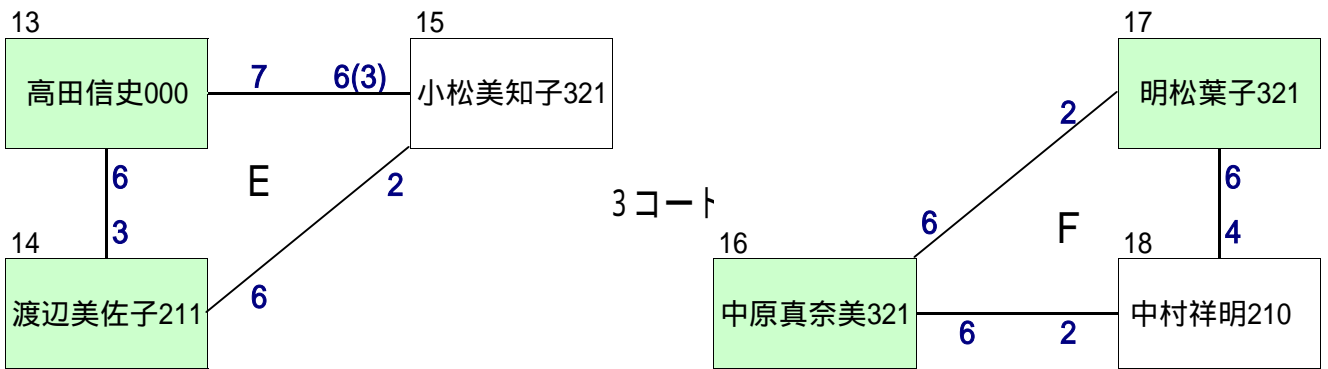 13
15
17
高田信史000
7
6(3)
小松美知子321
明松葉子321
2
6
E
2
3コート
6
6
F
3
4
14
16
18
渡辺美佐子211
6
中原真奈美321
6
2
中村祥明210